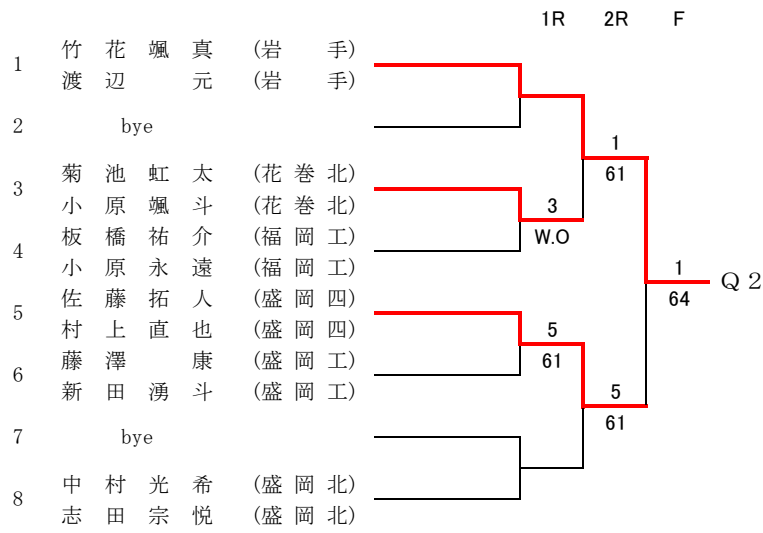 1R 2R F
竹花颯真 (岩手)
1
渡辺元 (岩手)
2 bye
1
61
菊池虹太 (花巻北)
3
小原颯斗 (花巻北)
3
W.O
板橋祐介 (福岡工)
4
小原永遠 (福岡工)
1
64
Q2
佐藤拓人 (盛岡四)
5
村上直也 (盛岡四)
5
61
藤澤康 (盛岡工)
6
新田湧斗 (盛岡工)
5
61
7 bye
中村光希 (盛岡北)
8
志田宗悦 (盛岡北)